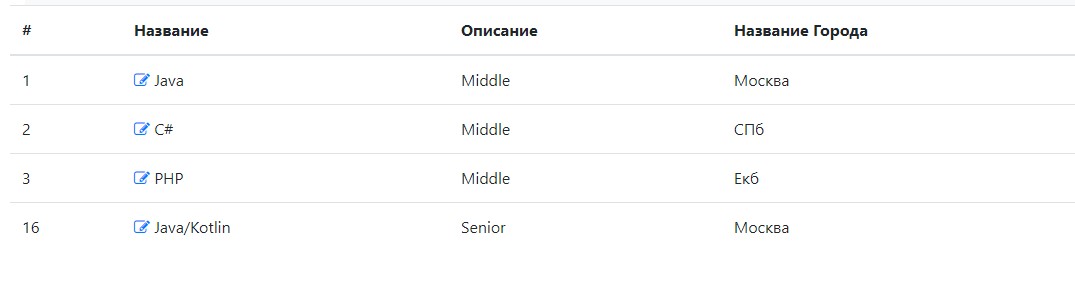 # Название Описание Название Города
1 Java Middle Москва
2 C# Middle СПб
3 PHP Middle Екб
16 Java/Kotlin Senior Москва